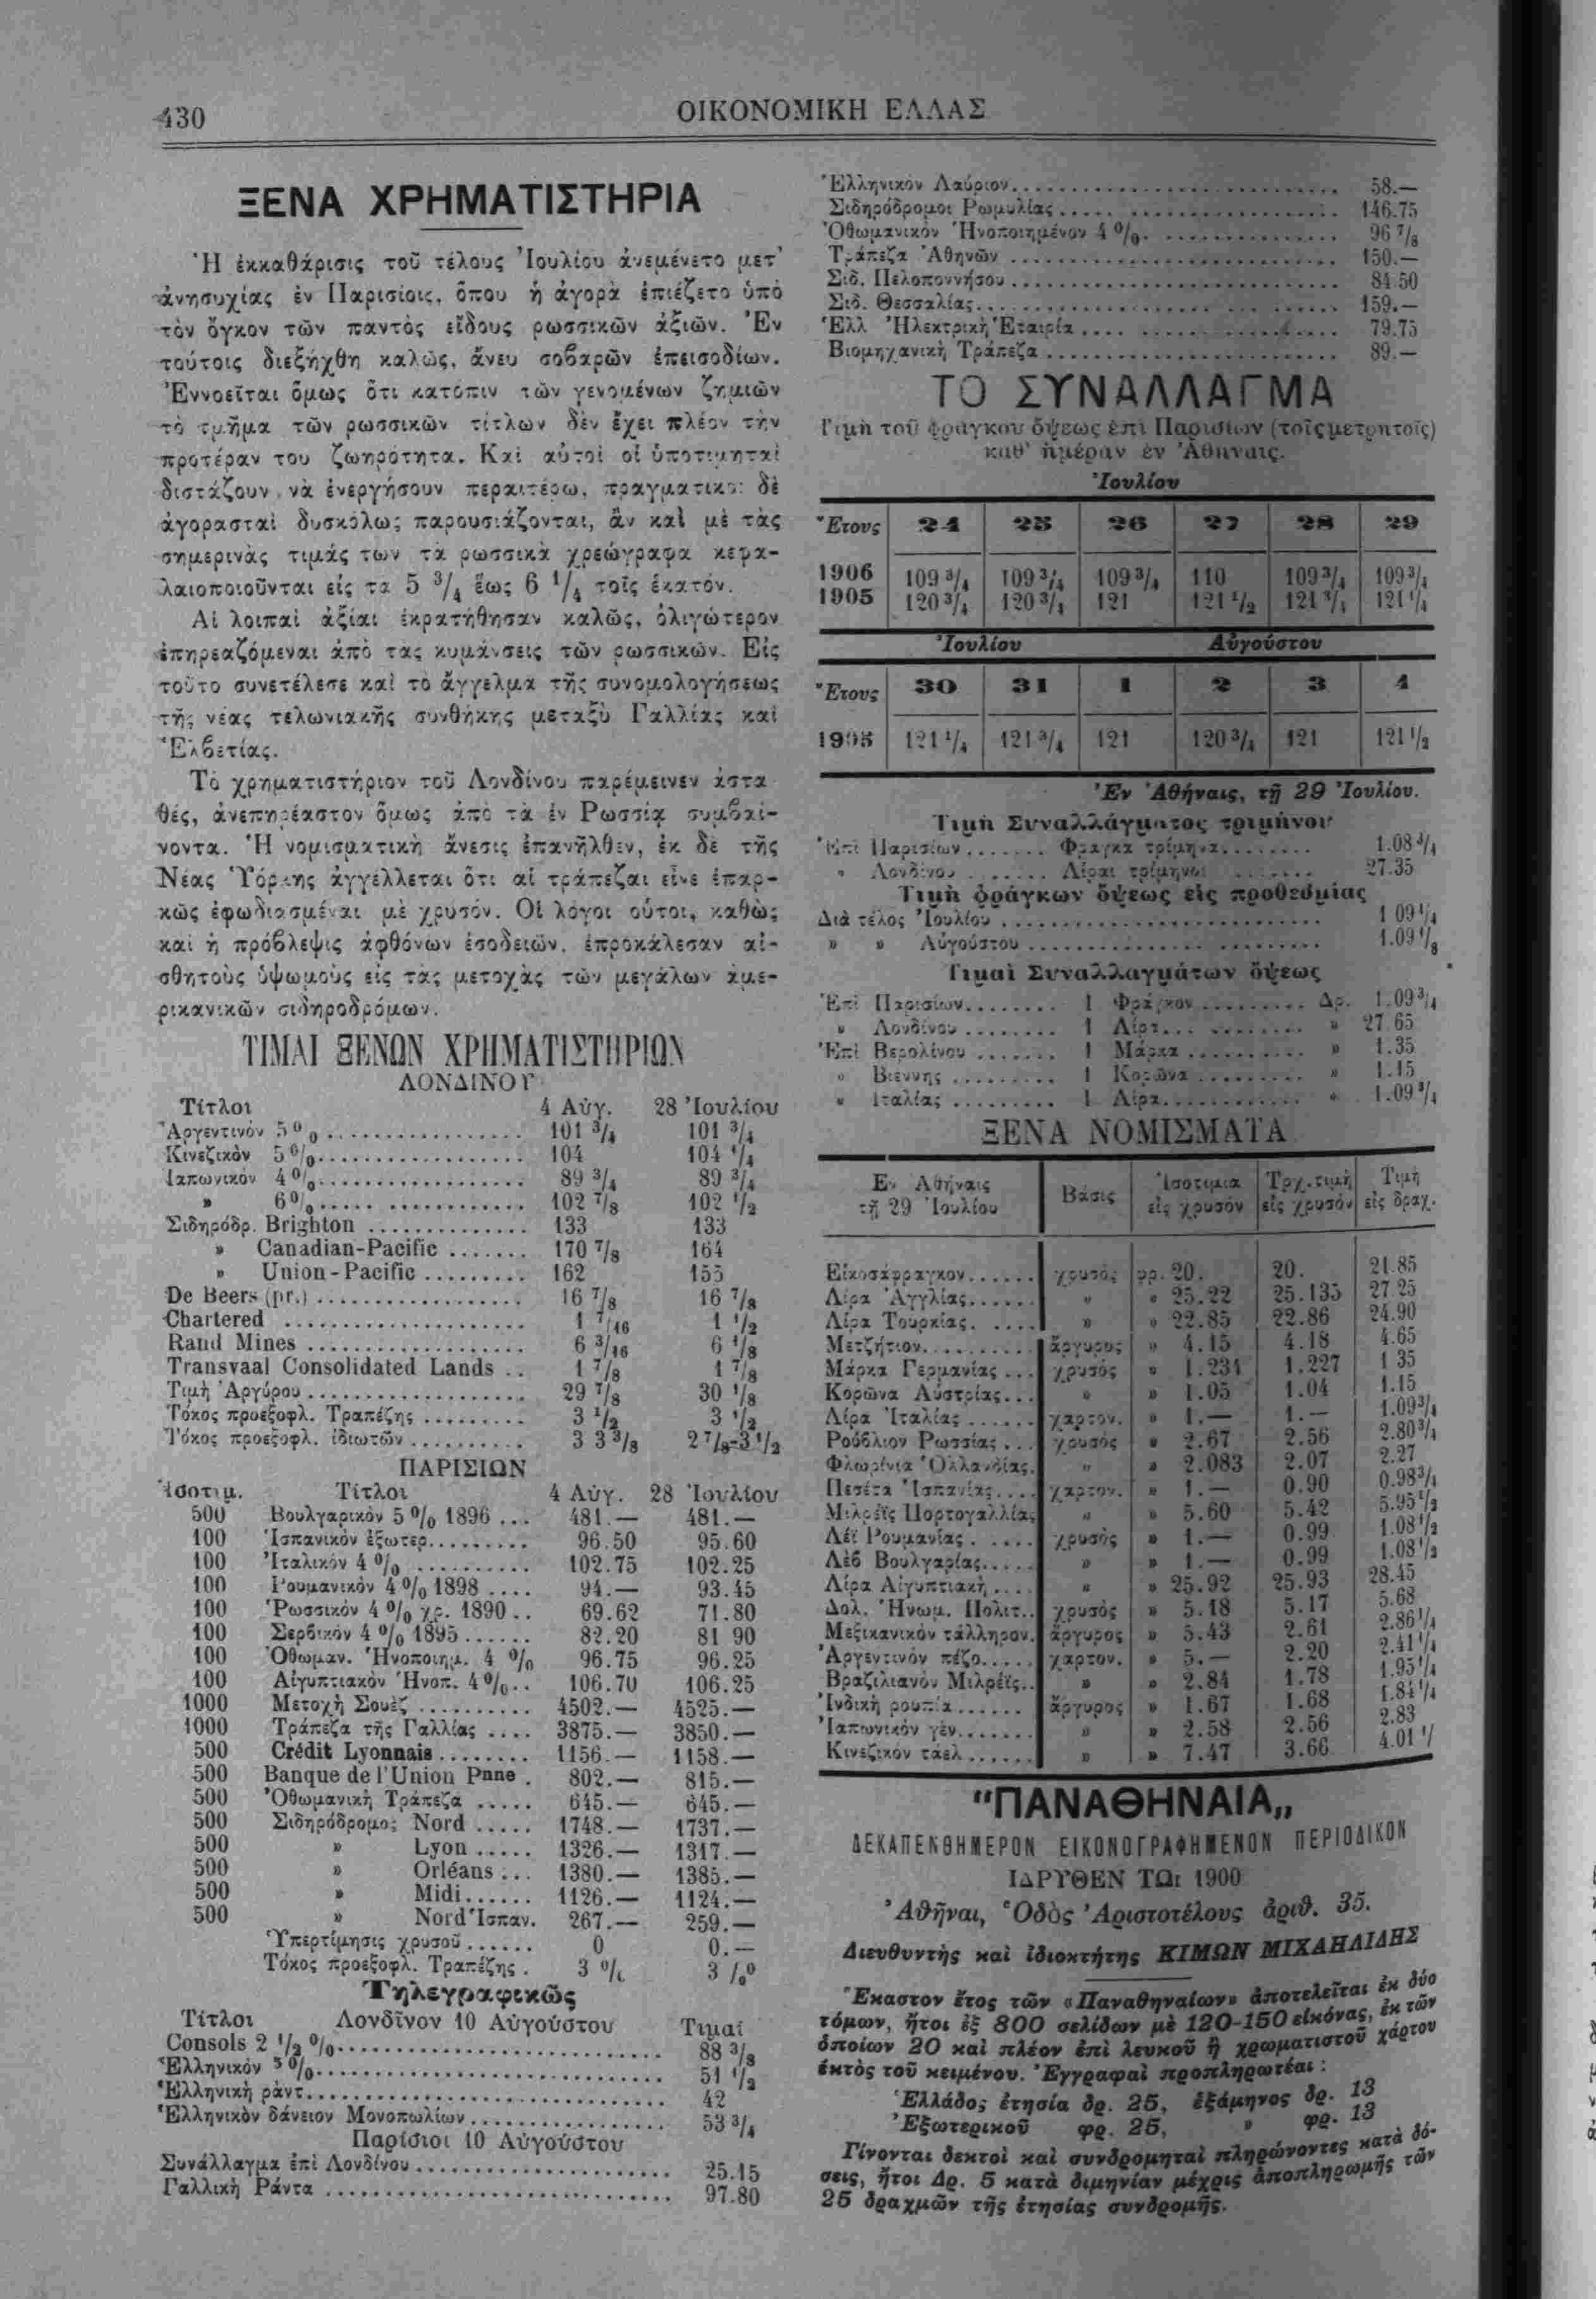 430
ΟΙΚΟΝΟΜΙΚΗ ΕΛΛΑΣ
ΞΕΝΑ ΧΡΗΜΑΤΙΣΤΗΡΙΑ
Ἡ ἐκκαθάρισις τοῦ τέλους Ἰουλίου ἀνεμένετο μετ'
ἀνησυχίας ἐν Παρισίοις, ὅπου ἡ ἀγορὰ ἐπιέζετο ὑπὸ
τὸν ὄγκον τῶν παντὸς εἴδους ρωσσικῶν ἀξιῶν. Ἐν
τούτοις διεξήχθη καλῶς, ἄνευ σοβαρῶν ἐπεισοδίων.
Ἐννοεῖται ὅμως ὅτι κατόπιν τῶν γενομένων ζημιῶν
τὸ τμῆμα τῶν ρωσσικῶν τίτλων δὲν ἔχει πλέον τὴν
προτέραν του ζωηρότητα. Καὶ αὐτοὶ οἱ ὑποτιμηταὶ
διστάζουν νὰ ἐνεργήσουν περαιτέρω, πραγματικοὶ δὲ
ἀγορασταὶ δυσκόλως παρουσιάζονται, ἂν καὶ μὲ τὰς
σημερινὰς τιμάς των τὰ ρωσσικὰ χρεώγραφα κεφα-
λαιοποιοῦνται εἰς τα 5 3/4 ἕως 6 1/4 τοῖς ἑκατόν.
Αἱ λοιπαὶ ἀξίαι ἐκρατήθησαν καλῶς, ὀλιγώτερον
ἐπηρεαζόμεναι ἀπὸ τὰς κυμάνσεις τῶν ρωσσικῶν. Εἰς
τοῦτο συνετέλεσε καὶ τὸ ἄγγελμα τῆς συνομολογήσεως
τῆς νέας τελωνιακῆς συνθήκης μεταξὺ Γαλλίας καὶ
Ἑλβετίας.
Τὸ χρηματιστήριον τοῦ Λονδίνου παρέμεινεν ἀστα
θές, ἀνεπηρέαστον ὅμως ἀπὸ τὰ ἐν Ρωσσίᾳ συμβαί-
νοντα. Ἡ νομισματικὴ ἄνεσις ἐπανῆλθεν, ἐκ δὲ τῆς
Νέας Ὑόρκης ἀγγέλλεται ὅτι αἱ τράπεζαι εἶνε ἐπαρ-
κῶς ἐφωδιασμέναι μὲ χρυσόν. Οἱ λόγοι οὗτοι, καθὼς
καὶ ἡ πρόβλεψις ἀφθόνων ἐσοδειῶν, ἐπροκάλεσαν αἰ-
σθητοὺς ὑψωμοὺς εἰς τὰς μετοχὰς τῶν μεγάλων ἀμε-
ρικανικῶν σιδηροδρόμων.
ΤΙΜΑΙ ΞΕΝΩΝ ΧΡΗΜΑΤΙΣΤΗΡΙΩΝ
ΛΟΝΔΙΝΟΥ
Τίτλοι 4 Αὐγ. 28 Ἰουλίου
Ἀργεντινὸν 5 0/0 101 3/4 101 3/4
Κινεζικὸν 5 0/0 104 104 1/4
Ἰαπωνικὸν 4 0/0 89 3/4 89 3/4
» 6 0/0 102 7/8 102 1/2
Σιδηρόδρ. Brighton 133 133
» Canadian-Pacific 170 7/8 164
» Union-Pacific 162 155
De Beers (pr.) 16 7/8 16 7/8
Chartered 1 7/16 1 1/2
Rand Mines 6 3/16 6 1/8
Transvaal Consolidated Lands .. 1 7/8 1 7/8
Τιμὴ Ἀργύρου 29 7/8 30 1/8
Τόκος προεξοφλ. Τραπέζης 3 1/2 3 1/2
Τόκος προεξοφλ. ἰδιωτῶν 3 3 3/8 2 7/8-3 1/2
ΠΑΡΙΣΙΩΝ
Ἰσοτιμ. Τίτλοι 4 Αὐγ. 28 Ἰουλίου
500 Βουλγαρικὸν 5 0/0 1896 ... 481.— 481.—
100 Ἱσπανικὸν ἐξωτερ. 96.50 95.60
100 Ἰταλικόν 4 0/0 102.75 102.25
100 Ρουμανικὸν 4 0/0 1898 .... 94.— 93.45
100 Ῥωσσικόν 4 0/0 χρ. 1890 .. 69.62 71.80
100 Σερβικόν 4 0/0 1895 82.20 81 90
100 Ὀθωμαν. Ἡνοποιημ. 4 0/0 96.75 96.25
100 Αἰγυπτιακὸν Ἡνοπ. 4 0/0.. 106.70 106.25
1000 Μετοχὴ Σουὲζ 4502.— 4525.—
1000 Τράπεζα τῆς Γαλλίας .... 3875.— 3850.—
500 Crédit Lyonnais 1156.— 1158.—
500 Banque de l'Union Pnne . 802.— 815.—
500 Ὀθωμανικὴ Τράπεζα ..... 645.— 645.—
500 Σιδηρόδρομος Nord ..... 1748.— 1737.—
500 » Lyon ..... 1326.— 1317.—
500 » Orléans ... 1380.— 1385.—
500 » Midi 1126.— 1124.—
500 » Nord Ἱσπαν. 267.— 259.—
Ὑπερτίμησις χρυσοῦ 0 0.—
Τόκος προεξοφλ. Τραπέζης . 3 0/0 3 /00
Τηλεγραφικῶς
Τίτλοι Λονδῖνον 10 Αὐγούστου Τιμαί
Consols 2 1/2 0/0 88 3/8
Ἑλληνικόν 5 0/0 51 1/2
Ἑλληνικὴ ράντ. 42
Ἑλληνικὸν δάνειον Μονοπωλίων 53 3/4
Παρίσιοι 10 Αὐγούστου
Συνάλλαγμα ἐπὶ Λονδίνου 25.15
Γαλλικὴ Ράντα 97.80
Ἑλληνικὸν Λαύριον 58.—
Σιδηρόδρομοι Ρωμυλίας 146.75
Ὀθωμανικὸν Ἡνοποιημένον 4 0/0. 96 7/8
Τράπεζα Ἀθηνῶν 150.—
Σιδ. Πελοποννήσου 84.50
Σιδ. Θεσσαλίας 159.—
Ἑλλ Ἠλεκτρικὴ Ἑταιρία 79.75
Βιομηχανικὴ Τράπεζα 89.—
ΤΟ ΣΥΝΑΛΛΑΓΜΑ
Τιμὴ τοῦ φράγκου ὄψεως ἐπὶ Παρισίων (τοῖς μετρητοῖς)
καθ' ἡμέραν ἐν Ἀθήναις.
Ἰουλίου
Ἔτους 24 25 26 27 28 29
1906 109 3/4 109 3/4 109 3/4 110 109 3/4 109 3/4
1905 120 3/4 120 3/4 121 121 1/2 121 3/4 121 1/4
Ἰουλίου Αὐγούστου
Ἔτους 30 31 1 2 3 4
1905 121 1/4 121 3/4 121 120 3/4 121 121 1/2
Ἐν Ἀθήναις, τῇ 29 Ἰουλίου.
Τιμὴ Συναλλάγματος τριμήνου
Ἐπὶ Παρισίων Φράγκα τρίμηνα 1.08 3/4
» Λονδίνου Λίραι τρίμηνοι 27.35
Τιμὴ φράγκων ὄψεως εἰς προθεσμίας
Διὰ τέλος Ἰουλίου 1 09 1/4
» » Αὐγούστου 1.09 1/8
Τιμαὶ Συναλλαγμάτων ὄψεως
Ἐπὶ Παρισίων 1 Φράγκον Δρ. 1.09 3/4
» Λονδίνου 1 Λίρα » 27 65
Ἐπὶ Βερολίνου 1 Μάρκα » 1.35
» Βιέννης 1 Κορῶνα » 1.15
» Ἰταλίας 1 Λίρα » 1.09 3/4
ΞΕΝΑ ΝΟΜΙΣΜΑΤΑ
Ἐν Ἀθήναις τῇ 29 Ἰουλίου Βάσις Ἰσοτιμια εἰς χρυσόν Τρχ. τιμὴ εἰς χρυσόν Τιμὴ εἰς δραχ.
Εἰκοσάφραγκον χρυσός φρ. 20. 20. 21.85
Λίρα Ἀγγλίας » » 25.22 25.135 27 25
Λίρα Τουρκίας » » 22.85 22.86 24.90
Μετζήτιον ἄργυρος » 4.15 4.18 4.65
Μάρκα Γερμανίας ... χρυσός » 1.234 1.227 1 35
Κορῶνα Αὐστρίας... » » 1.05 1.04 1.15
Λίρα Ἰταλίας χαρτον. » 1.— 1.— 1.09 3/4
Ρούβλιον Ρωσσίας ... χρυσός » 2.67 2.56 2.80 3/4
Φλωρίνια Ὁλλανδίας. » » 2.083 2.07 2.27
Πεσέτα Ἱσπανίας χαρτον. » 1.— 0.90 0.98 3/4
Μιλρέϊς Πορτογαλλίας » » 5.60 5.42 5.95 1/2
Λέϊ Ρουμανίας χρυσός » 1.— 0.99 1.08 1/2
Λὲβ Βουλγαρίας » » 1.— 0.99 1.08 1/2
Λίρα Αἰγυπτιακὴ » » 25.92 25.93 28.45
Δολ. Ἡνωμ. Πολιτ.. χρυσός » 5.18 5.17 5.68
Μεξικανικὸν τάλληρον. ἄργυρος » 5.43 2.61 2.86 1/4
Ἀργεντινὸν πέζο χαρτον. » 5.— 2.20 2.41 1/4
Βραζιλιανὸν Μιλρέϊς.. » » 2.84 1.78 1.95 1/4
Ἰνδικὴ ρουπία ἄργυρος » 1.67 1.68 1.84 1/4
Ἰαπωνικόν γὲν » » 2.58 2.56 2.83
Κινεζικὸν τάελ » » 7.47 3.66 4.01
"ΠΑΝΑΘΗΝΑΙΑ„
ΔΕΚΑΠΕΝΘΗΜΕΡΟΝ ΕΙΚΟΝΟΓΡΑΦΗΜΕΝΟΝ ΠΕΡΙΟΔΙΚΟΝ
ΙΔΡΥΘΕΝ ΤΩι 1900
Ἀθῆναι, Ὁδὸς Ἀριστοτέλους ἀριθ. 35.
Διευθυντὴς καὶ ἰδιοκτήτης ΚΙΜΩΝ ΜΙΧΑΗΛΙΔΗΣ
Ἕκαστον ἔτος τῶν «Παναθηναίων» ἀποτελεῖται ἐκ δύο
τόμων, ἤτοι ἐξ 800 σελίδων μὲ 120-150 εἰκόνας, ἐκ τῶν
ὁποίων 20 καὶ πλέον ἐπὶ λευκοῦ ἢ χρωματιστοῦ χάρτου
ἐκτὸς τοῦ κειμένου. Ἐγγραφαὶ προπληρωτέαι :
Ἑλλάδος ἐτησία δρ. 25, ἑξάμηνος δρ. 13
Ἐξωτερικοῦ φρ. 25, » φρ. 13
Γίνονται δεκτοὶ καὶ συνδρομηταὶ πληρώνοντες κατὰ δό-
σεις, ἤτοι Δρ. 5 κατὰ διμηνίαν μέχρις ἀποπληρωμῆς τῶν
25 δραχμῶν τῆς ἐτησίας συνδρομῆς.